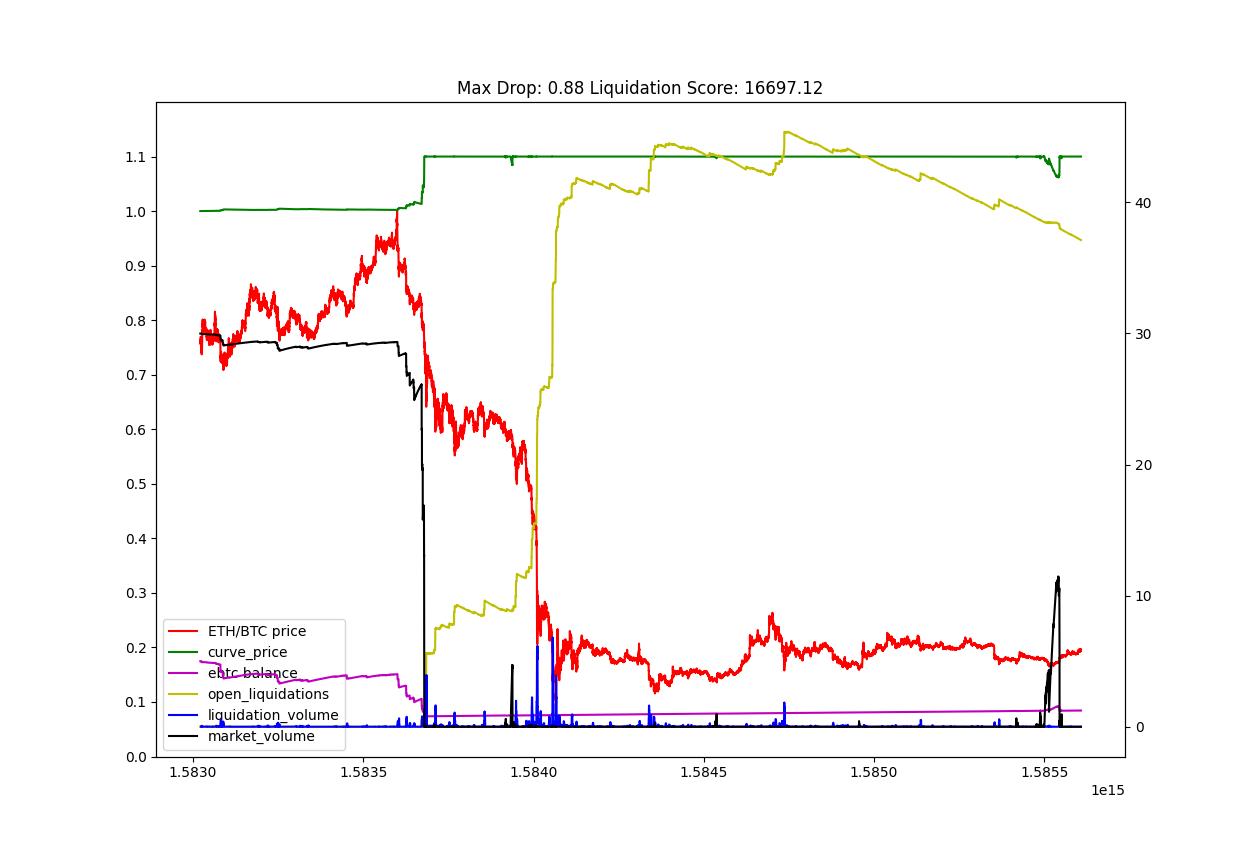 Max Drop: 0.88 Liquidation Score: 16697.12
1.1
1.0
0.9
0.8
0.7
0.6
0.5
0.4
0.3
0.2
0.1
0.0
40
30
20
10
0
ETH/BTC price
curve_price
ebtc balance
open_liquidations
liquidation_volume
market_volume
1.5830 1.5835 1.5840 1.5845 1.5850 1.5855
1e15